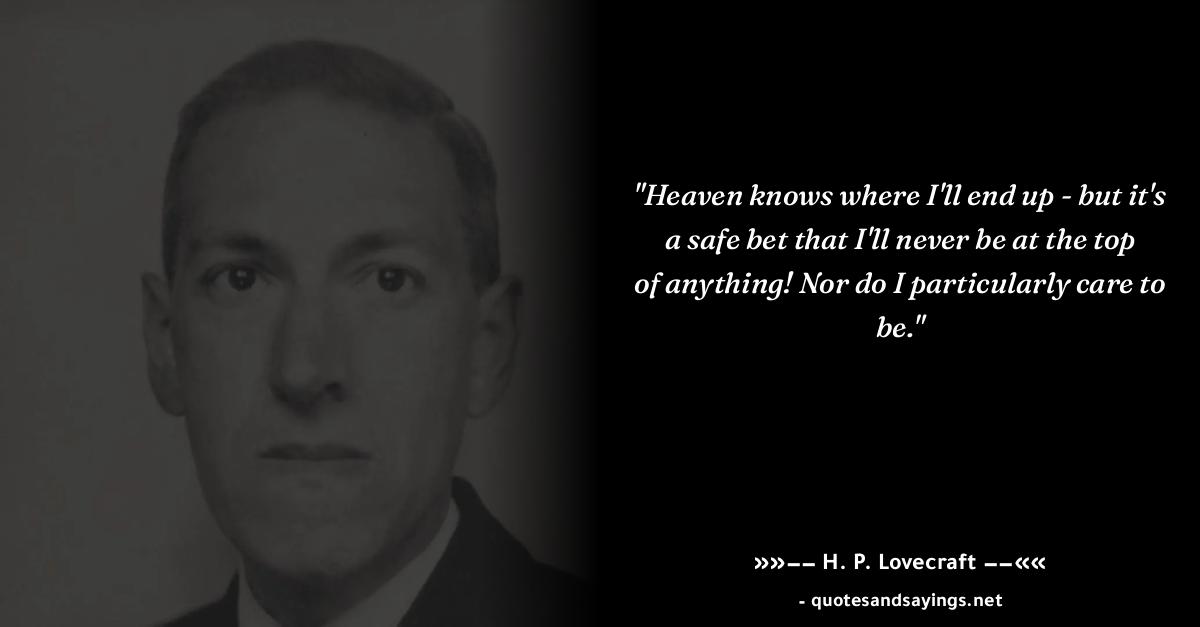 "Heaven knows where I'll end up - but it's
a safe bet that I'll never be at the top
of anything! Nor do I particularly care to
be."
»»–– H. P. Lovecraft ––««
- quotesandsayings.net